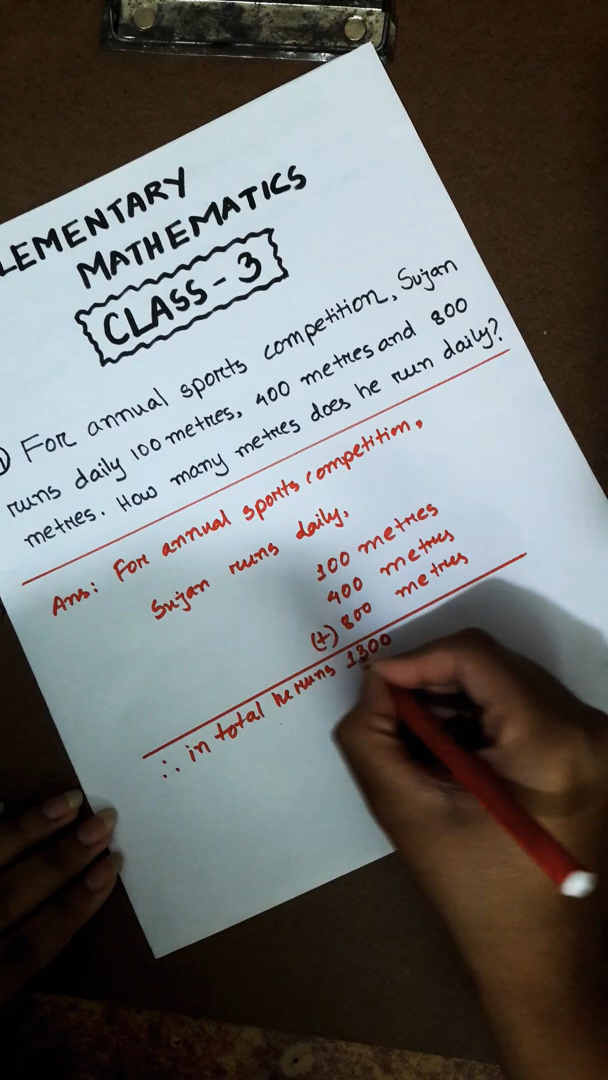 LEMENTARY
MATHEMATICS
CLASS-3
1) For annual sports competition, Sujan
runs daily 100 metres, 400 metres and 800
metres. How many metres does he run daily?
Ans: For annual sports competition,
Sujan runs daily,
100 metres
400 metres
(+) 800 metres
∴ in total he runs 1300